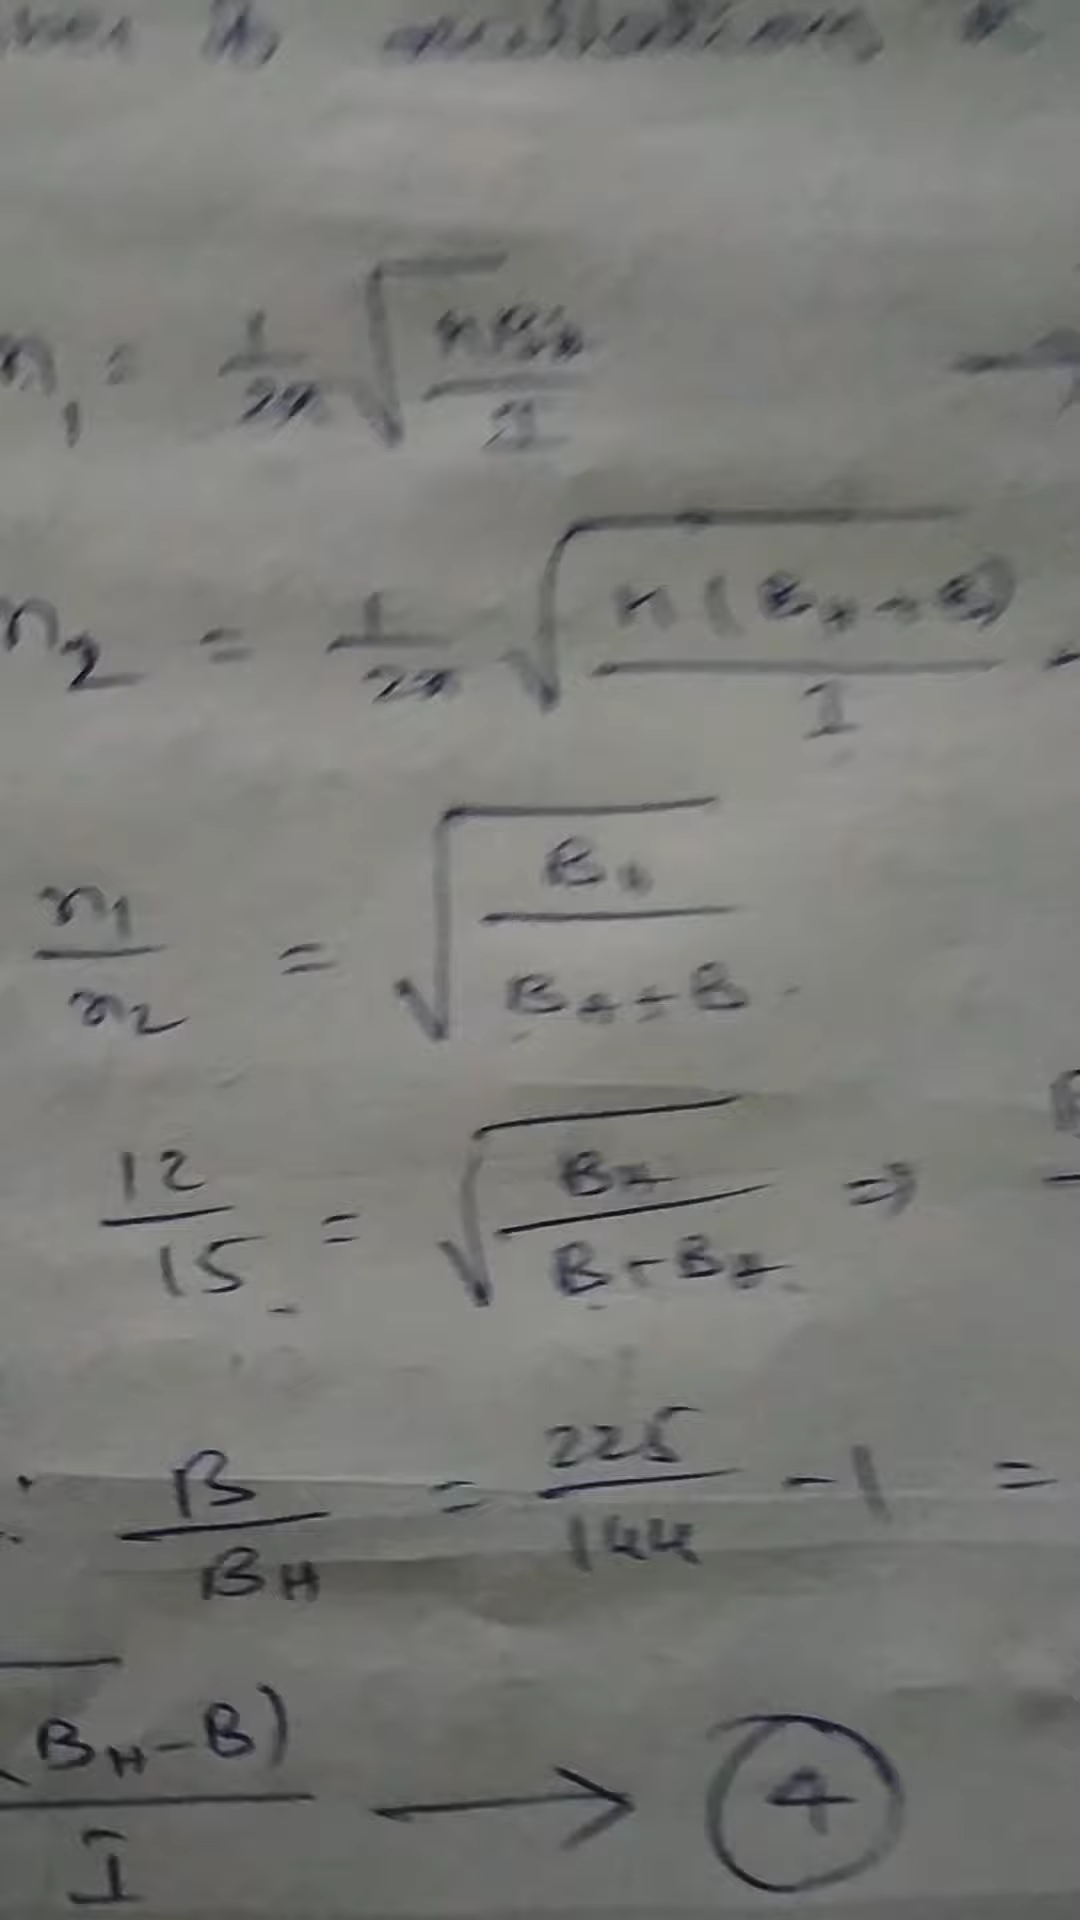 n₁ = 1/2π √(MB_H/I)
n₂ = 1/2π √(M(B_H+B)/I)
n₁/n₂ = √(B_H/(B_H+B))
12/15 = √(B_H/(B+B_H)) ⇒
∴ B/B_H = 225/144 - 1 =
(B_H-B)/I ⟶ ④